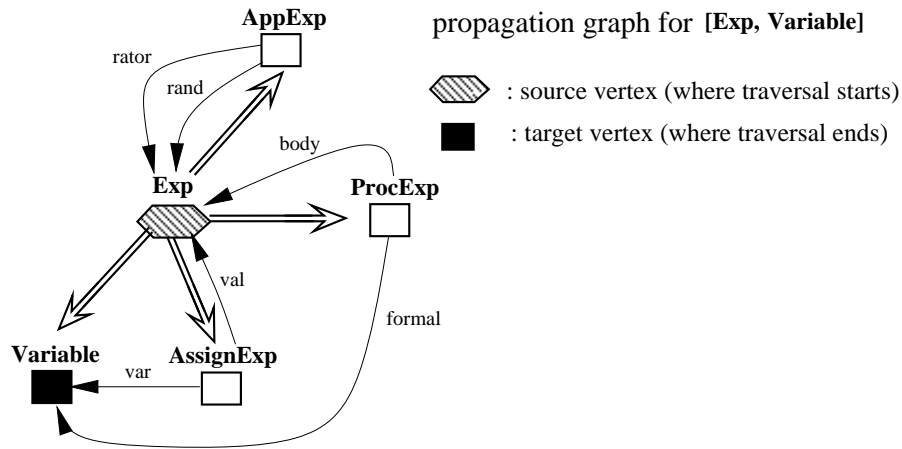 AppExp
propagation graph for [Exp, Variable]
rator
rand
: source vertex (where traversal starts)
: target vertex (where traversal ends)
body
Exp
ProcExp
val
formal
Variable
AssignExp
var